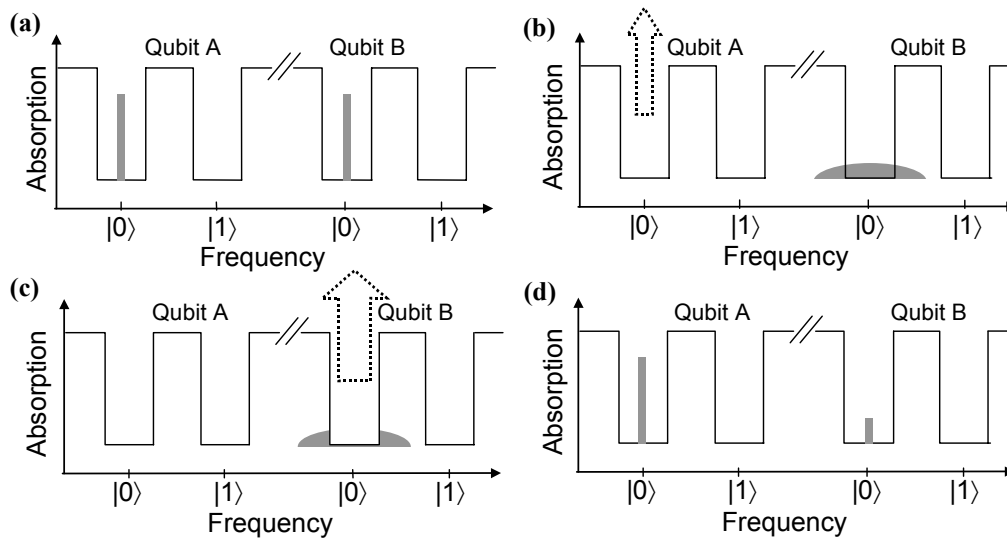 (a)
Qubit A
Qubit B
Absorption
|0⟩
|1⟩
|0⟩
|1⟩
Frequency
(b)
Qubit A
Qubit B
Absorption
|0⟩
|1⟩
|0⟩
|1⟩
Frequency
(c)
Qubit A
Qubit B
Absorption
|0⟩
|1⟩
|0⟩
|1⟩
Frequency
(d)
Qubit A
Qubit B
Absorption
|0⟩
|1⟩
|0⟩
|1⟩
Frequency